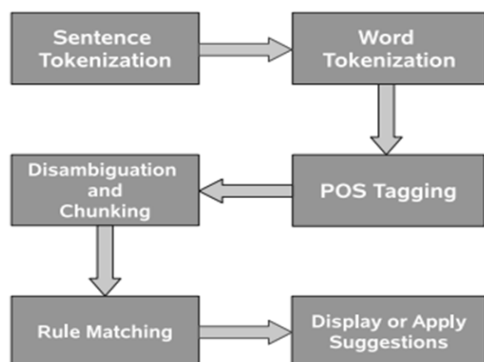 Sentence
Tokenization
Word
Tokenization
POS Tagging
Disambiguation
and
Chunking
Rule Matching
Display or Apply
Suggestions